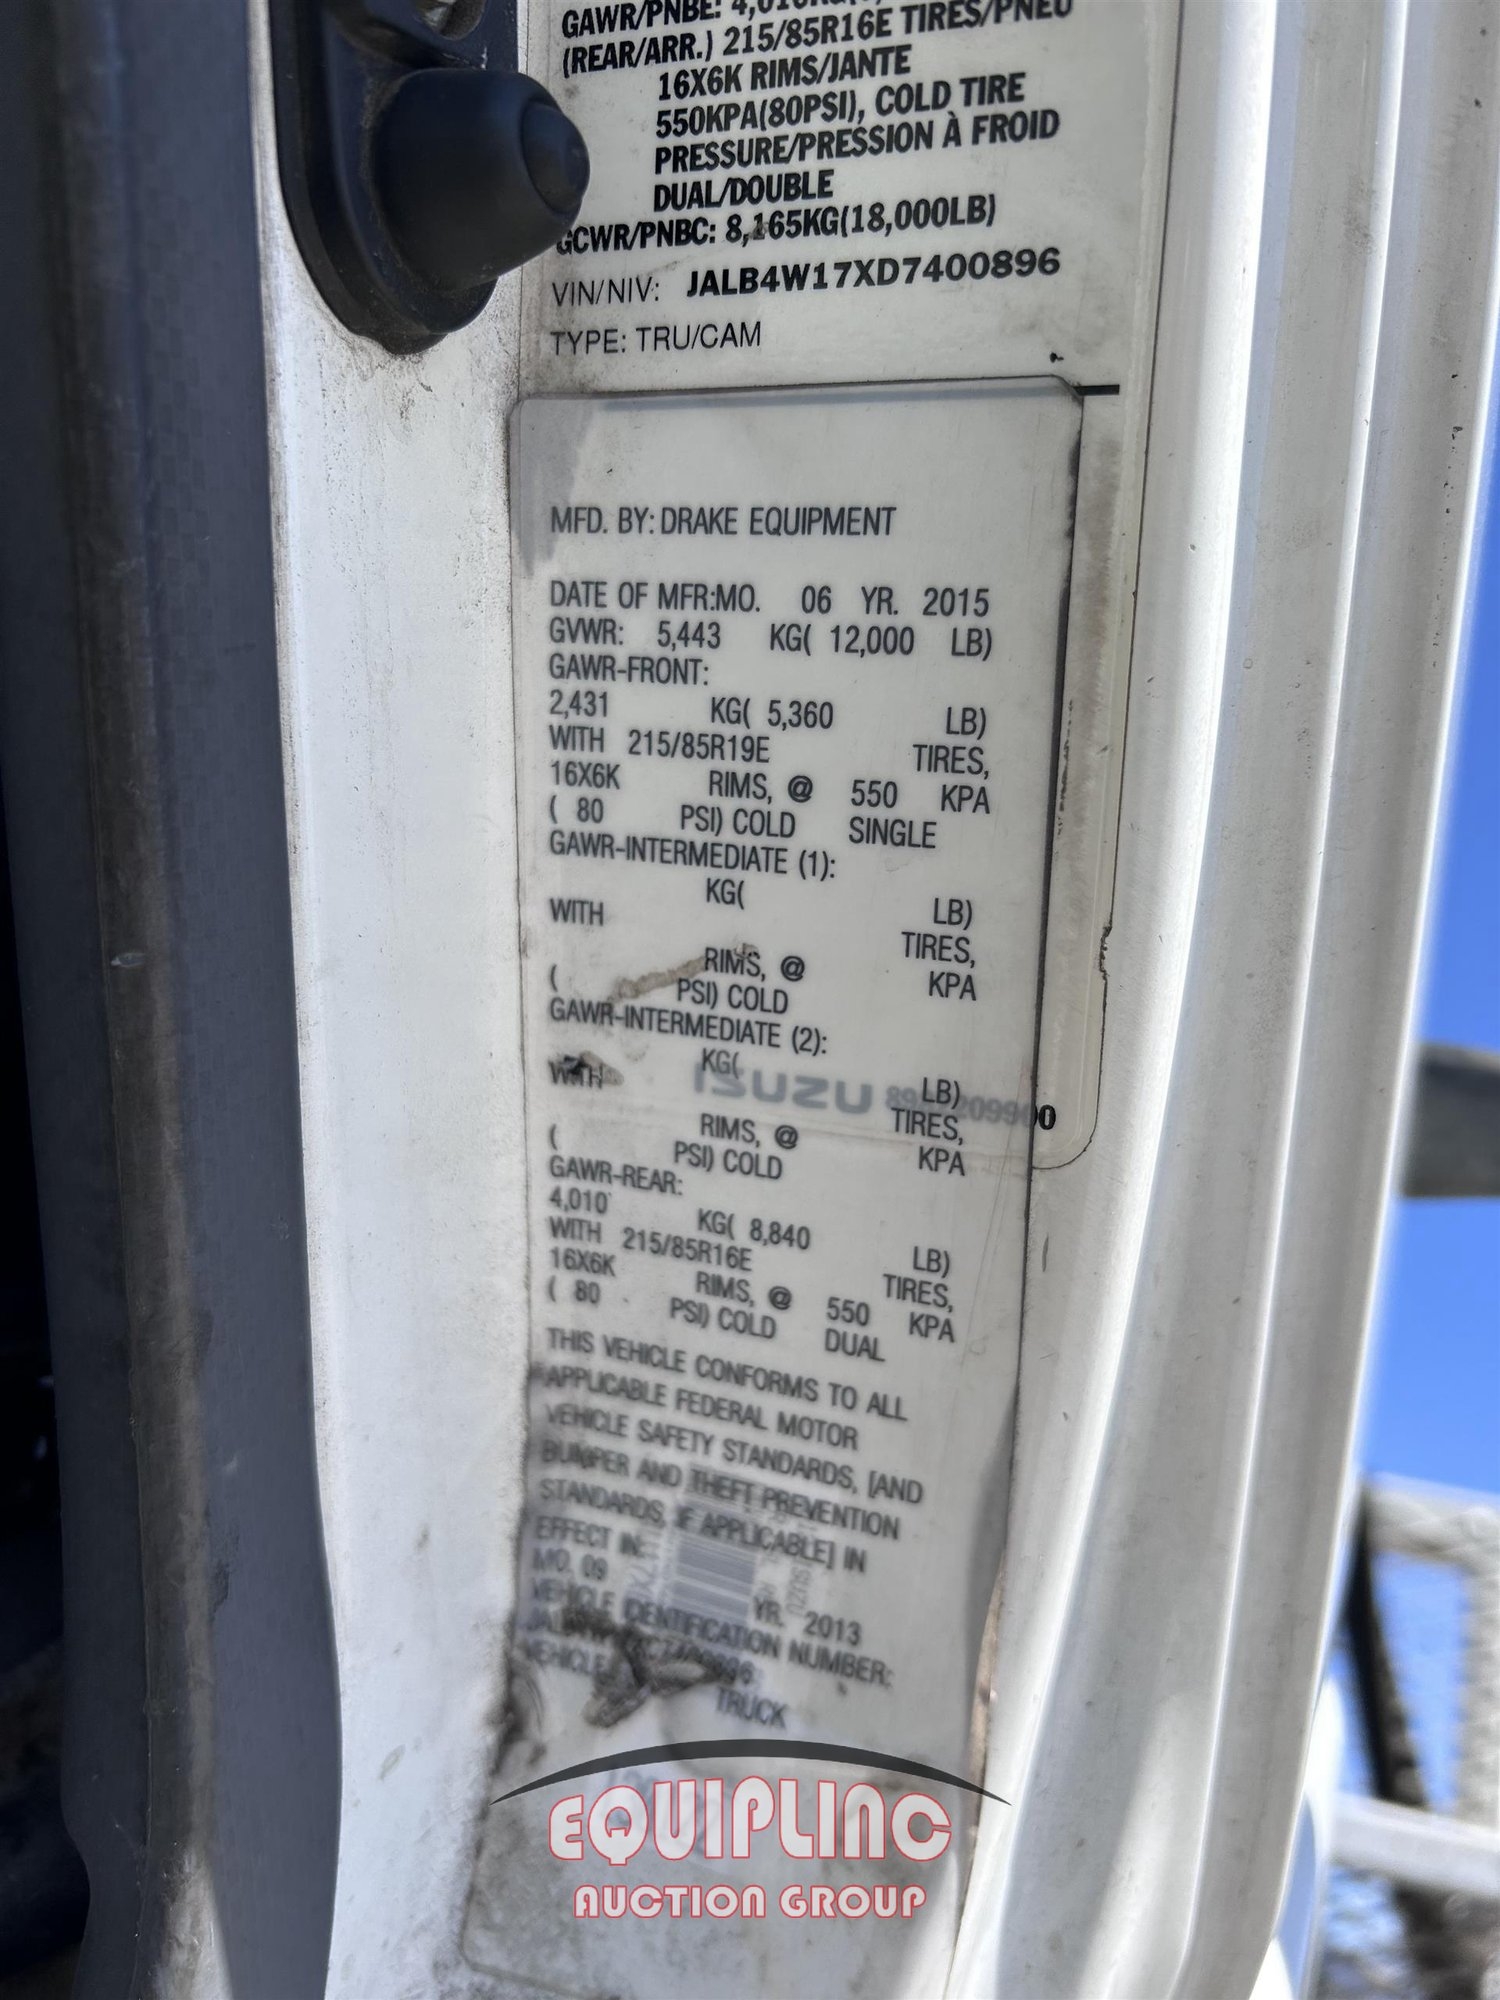 GAWR/PNBE:
(REAR/ARR.) 215/85R16E TIRES/PNEU
16X6K RIMS/JANTE
550KPA(80PSI), COLD TIRE
PRESSURE/PRESSION À FROID
DUAL/DOUBLE
GCWR/PNBC: 8,165KG(18,000LB)
VIN/NIV: JALB4W17XD7400896
TYPE: TRU/CAM
MFD. BY: DRAKE EQUIPMENT
DATE OF MFR:MO. 06 YR. 2015
GVWR: 5,443 KG( 12,000 LB)
GAWR-FRONT:
2,431 KG( 5,360 LB)
WITH 215/85R19E TIRES,
16X6K RIMS, @ 550 KPA
( 80 PSI) COLD SINGLE
GAWR-INTERMEDIATE (1):
KG( LB)
WITH TIRES,
RIMS, @ KPA
( PSI) COLD
GAWR-INTERMEDIATE (2):
KG( LB)
WITH TIRES,
ISUZU
RIMS, @ KPA
( PSI) COLD
GAWR-REAR:
4,010 KG( 8,840 LB)
WITH 215/85R16E TIRES,
16X6K RIMS, @ 550 KPA
( 80 PSI) COLD DUAL
THIS VEHICLE CONFORMS TO ALL
APPLICABLE FEDERAL MOTOR
VEHICLE SAFETY STANDARDS, [AND
BUMPER AND THEFT PREVENTION
STANDARDS, IF APPLICABLE] IN
EFFECT IN:
MO. 09 YR. 2013
VEHICLE IDENTIFICATION NUMBER:
VEHICLE
TRUCK
EQUIPLINC
AUCTION GROUP